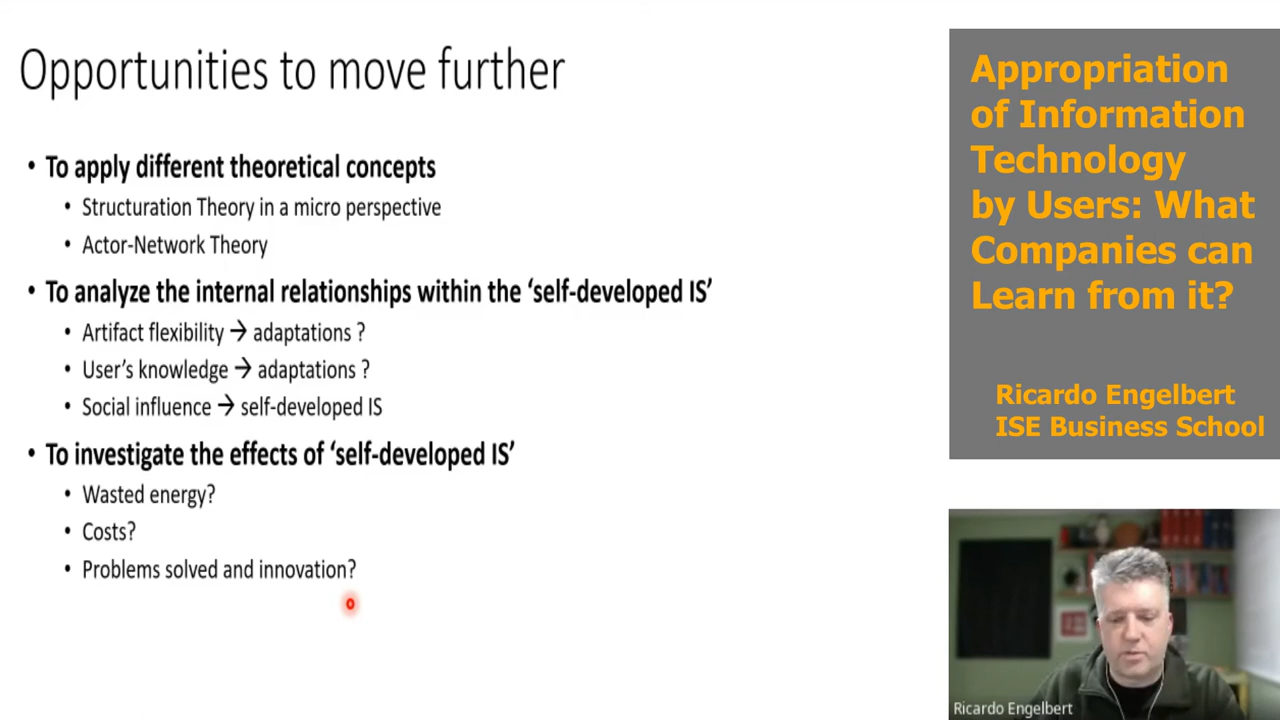 Opportunities to move further
• To apply different theoretical concepts
• Structuration Theory in a micro perspective
• Actor-Network Theory
• To analyze the internal relationships within the ‘self-developed IS’
• Artifact flexibility → adaptations ?
• User’s knowledge → adaptations ?
• Social influence → self-developed IS
• To investigate the effects of ‘self-developed IS’
• Wasted energy?
• Costs?
• Problems solved and innovation?
Appropriation
of Information
Technology
by Users: What
Companies can
Learn from it?
Ricardo Engelbert
ISE Business School
Ricardo Engelbert